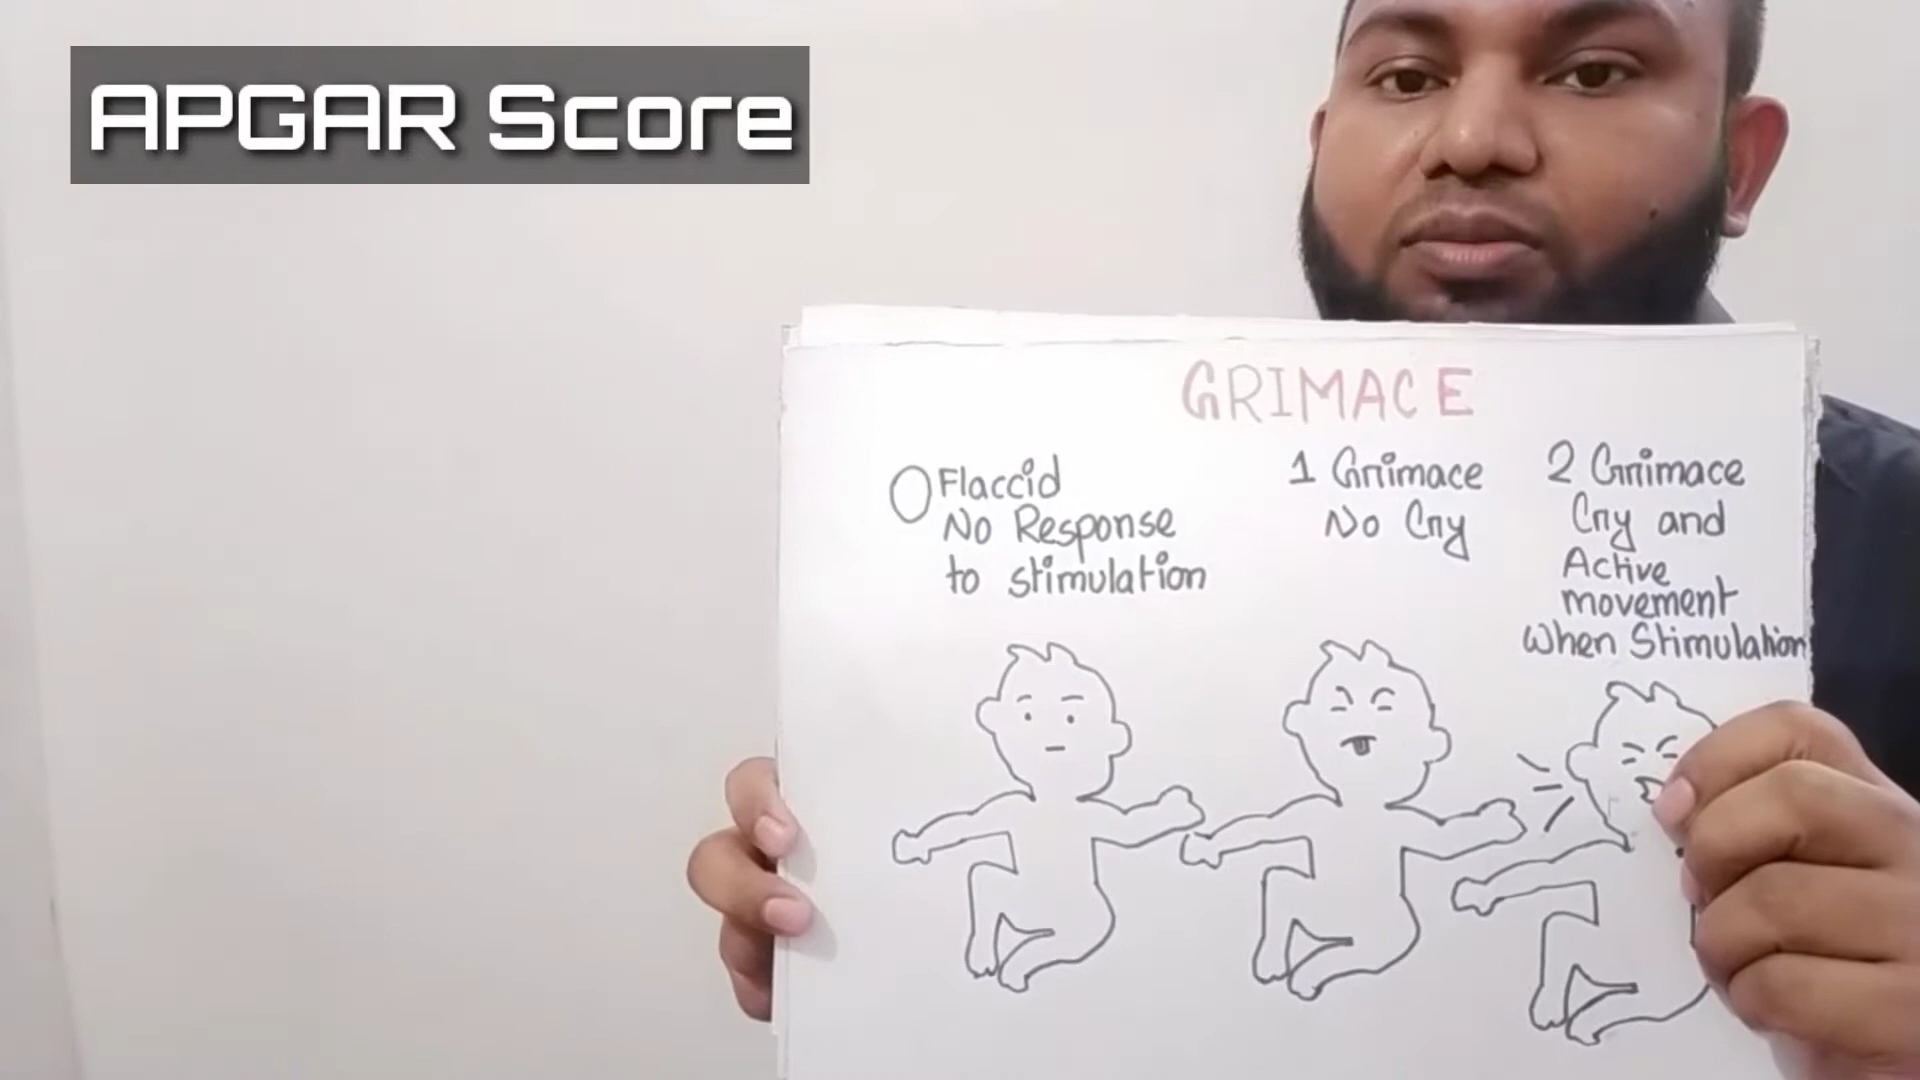 APGAR Score
GRIMACE
0 Flaccid
No Response
to stimulation
1 Grimace
No Cry
2 Grimace
Cry and
Active
movement
When Stimulation